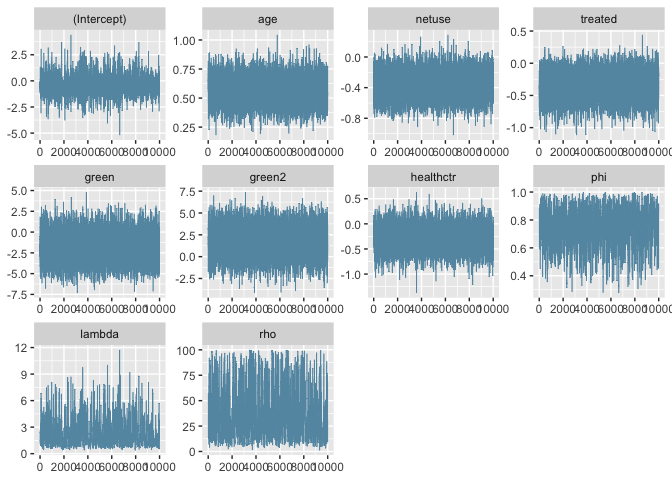 (Intercept) age netuse treated
2.5 0.0 -2.5 -5.0
1.00 0.75 0.50 0.25
0.0 -0.4 -0.8
0.5 0.0 -0.5 -1.0
0 2000 4000 6000 8000 10000 0 2000 4000 6000 8000 10000 0 2000 4000 6000 8000 10000 0 2000 4000 6000 8000 10000
green green2 healthctr phi
5.0 2.5 0.0 -2.5 -5.0 -7.5
7.5 5.0 2.5 0.0 -2.5
0.5 0.0 -0.5 -1.0
1.0 0.8 0.6 0.4
0 2000 4000 6000 8000 10000 0 2000 4000 6000 8000 10000 0 2000 4000 6000 8000 10000 0 2000 4000 6000 8000 10000
lambda rho
12 9 6 3 0
100 75 50 25 0
0 2000 4000 6000 8000 10000 0 2000 4000 6000 8000 10000